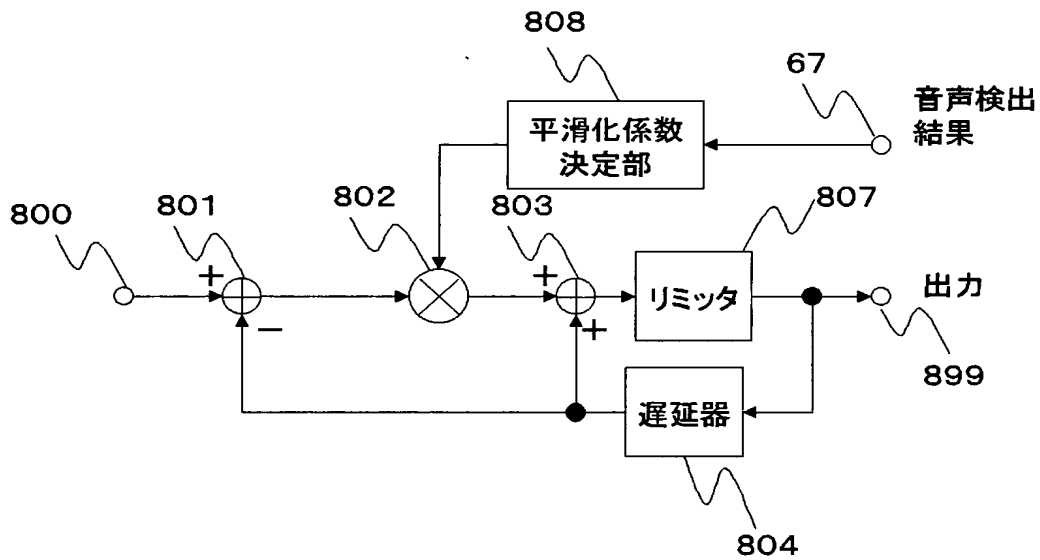 808
67
音声検出
結果
平滑化係数
決定部
800
801
802
803
807
+
−
+
+
リミッタ
出力
899
遅延器
804